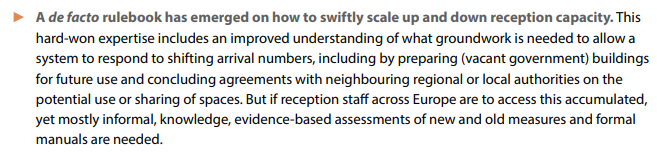 ► A de facto rulebook has emerged on how to swiftly scale up and down reception capacity. This
hard-won expertise includes an improved understanding of what groundwork is needed to allow a
system to respond to shifting arrival numbers, including by preparing (vacant government) buildings
for future use and concluding agreements with neighbouring regional or local authorities on the
potential use or sharing of spaces. But if reception staff across Europe are to access this accumulated,
yet mostly informal, knowledge, evidence-based assessments of new and old measures and formal
manuals are needed.